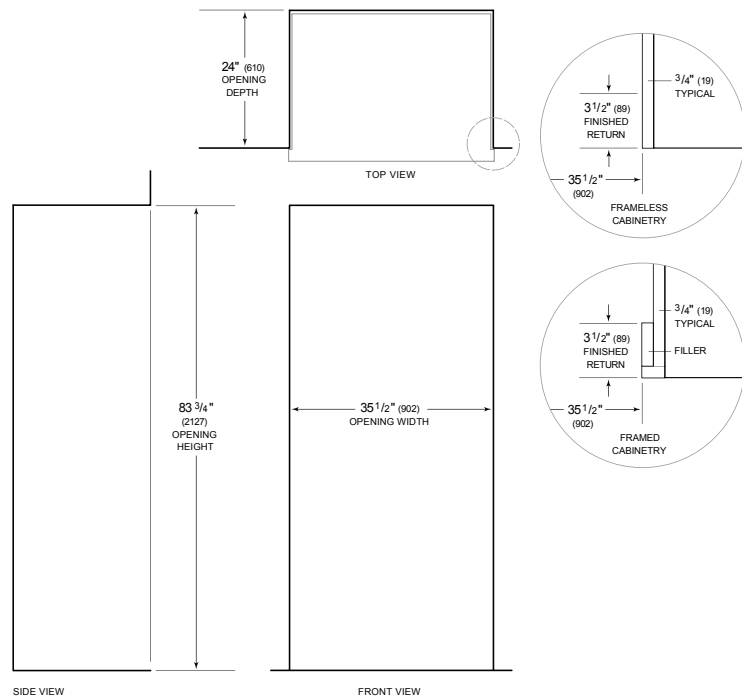 24" (610)
OPENING
DEPTH
TOP VIEW
3/4" (19)
TYPICAL
3 1/2" (89)
FINISHED
RETURN
35 1/2"
(902)
FRAMELESS
CABINETRY
3/4" (19)
TYPICAL
3 1/2" (89)
FINISHED
RETURN
FILLER
35 1/2"
(902)
FRAMED
CABINETRY
83 3/4"
(2127)
OPENING
HEIGHT
35 1/2" (902)
OPENING WIDTH
SIDE VIEW
FRONT VIEW